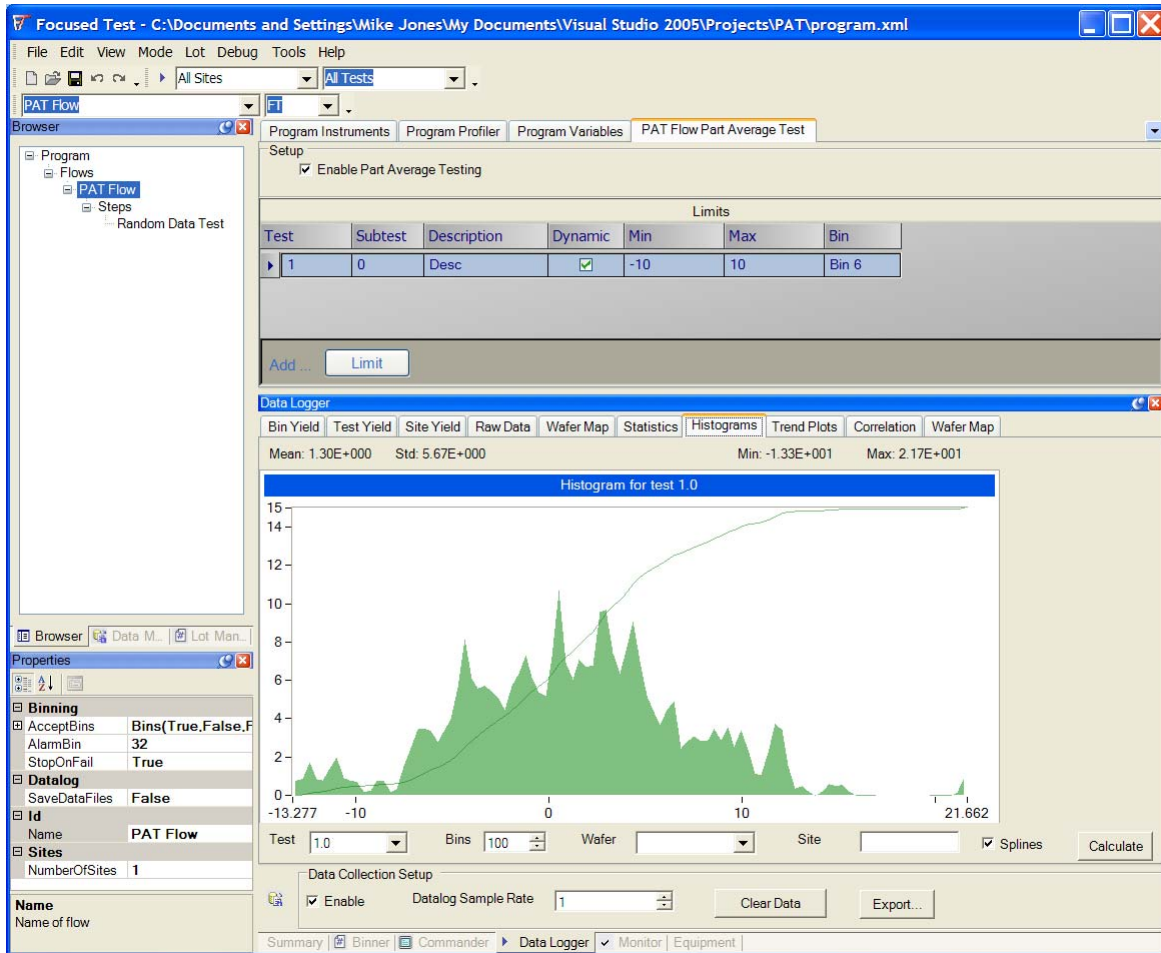 Focused Test - C:\Documents and Settings\Mike Jones\My Documents\Visual Studio 2005\Projects\PAT\program.xml
File Edit View Mode Lot Debug Tools Help
All Sites All Tests
PAT Flow FT
Browser
Program
Flows
PAT Flow
Steps
Random Data Test
Browser Data M... Lot Man...
Properties
Binning
AcceptBins Bins(True,False,F
AlarmBin 32
StopOnFail True
Datalog
SaveDataFiles False
Id
Name PAT Flow
Sites
NumberOfSites 1
Name
Name of flow
Program Instruments Program Profiler Program Variables PAT Flow Part Average Test
Setup
Enable Part Average Testing
Limits
Test Subtest Description Dynamic Min Max Bin
1 0 Desc -10 10 Bin 6
Add ... Limit
Data Logger
Bin Yield Test Yield Site Yield Raw Data Wafer Map Statistics Histograms Trend Plots Correlation Wafer Map
Mean: 1.30E+000 Std: 5.67E+000 Min: -1.33E+001 Max: 2.17E+001
Histogram for test 1.0
15
14
12
10
8
6
4
2
0
-13.277 -10 0 10 21.662
Test 1.0 Bins 100 Wafer Site Splines Calculate
Data Collection Setup
Enable Datalog Sample Rate 1 Clear Data Export...
Summary Binner Commander Data Logger Monitor Equipment